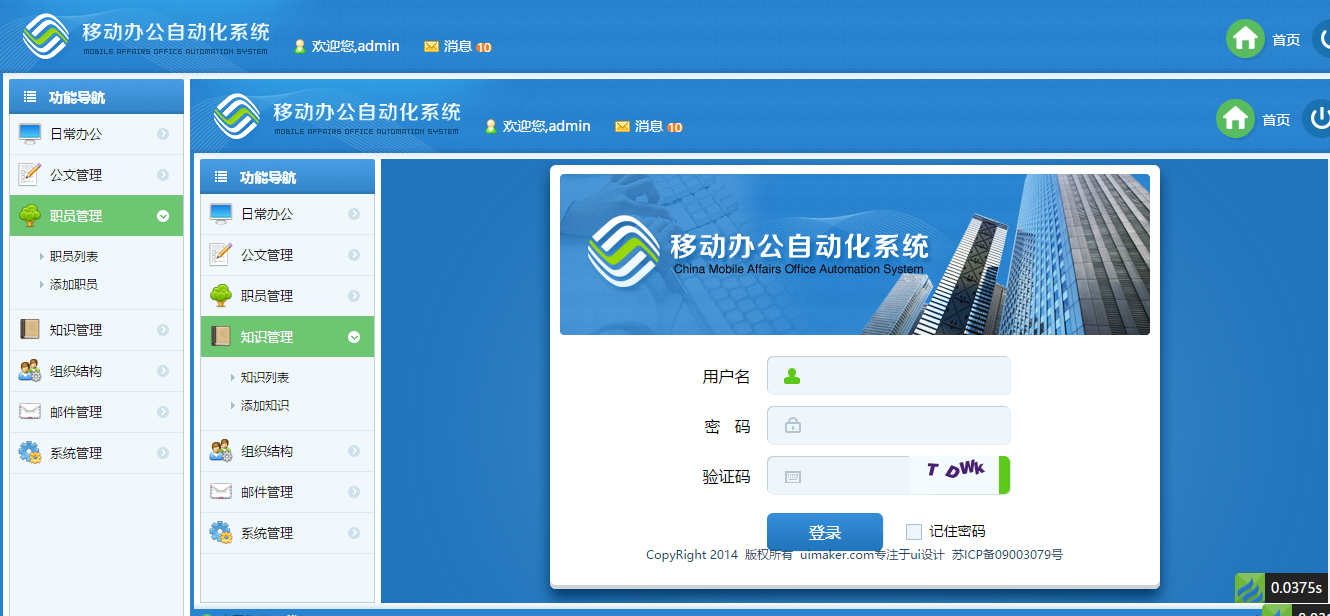 移动办公自动化系统
MOBILE AFFAIRS OFFICE AUTOMATION SYSTEM
欢迎您,admin 消息 10
首页
功能导航
日常办公
公文管理
职员管理
职员列表
添加职员
知识管理
组织结构
邮件管理
系统管理
移动办公自动化系统
MOBILE AFFAIRS OFFICE AUTOMATION SYSTEM
欢迎您,admin 消息 10
首页
功能导航
日常办公
公文管理
职员管理
知识管理
知识列表
添加知识
组织结构
邮件管理
系统管理
移动办公自动化系统
China Mobile Affairs Office Automation System
用户名
密 码
验证码
T DWK
登录 记住密码
CopyRight 2014 版权所有 uimaker.com专注于ui设计 苏ICP备09003079号
0.0375s